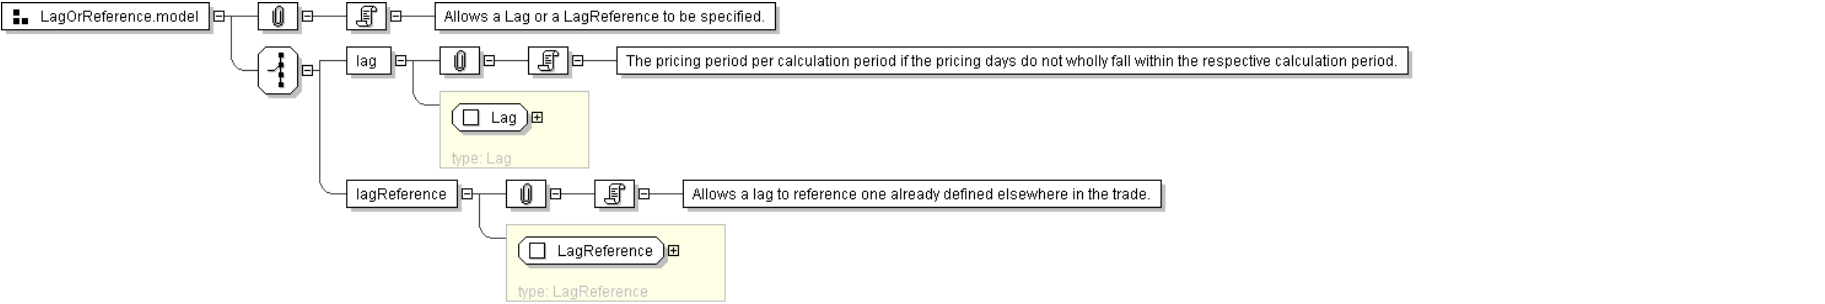 LagOrReference.model
Allows a Lag or a LagReference to be specified.
lag
The pricing period per calculation period if the pricing days do not wholly fall within the respective calculation period.
Lag
type: Lag
lagReference
Allows a lag to reference one already defined elsewhere in the trade.
LagReference
type: LagReference